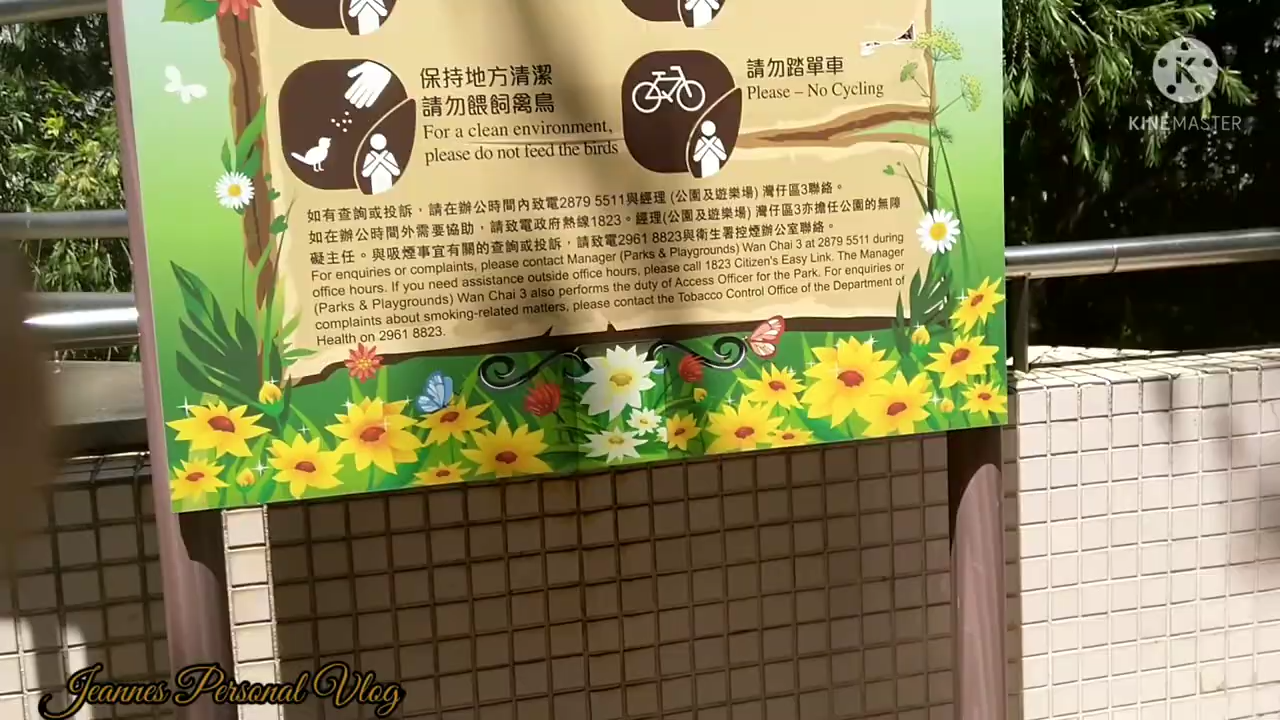 保持地方清潔
請勿餵飼禽鳥
For a clean environment,
please do not feed the birds
請勿踏單車
Please – No Cycling
如有查詢或投訴，請在辦公時間內致電2879 5511與經理 (公園及遊樂場) 灣仔區3聯絡。
如在辦公時間外需要協助，請致電政府熱線1823。經理(公園及遊樂場) 灣仔區3亦擔任公園的無障
礙主任。與吸煙事宜有關的查詢或投訴，請致電2961 8823與衛生署控煙辦公室聯絡。
For enquiries or complaints, please contact Manager (Parks & Playgrounds) Wan Chai 3 at 2879 5511 during
office hours. If you need assistance outside office hours, please call 1823 Citizen's Easy Link. The Manager
(Parks & Playgrounds) Wan Chai 3 also performs the duty of Access Officer for the Park. For enquiries or
complaints about smoking-related matters, please contact the Tobacco Control Office of the Department of
Health on 2961 8823.
K
KINEMASTER
Jeannes Personal Vlog